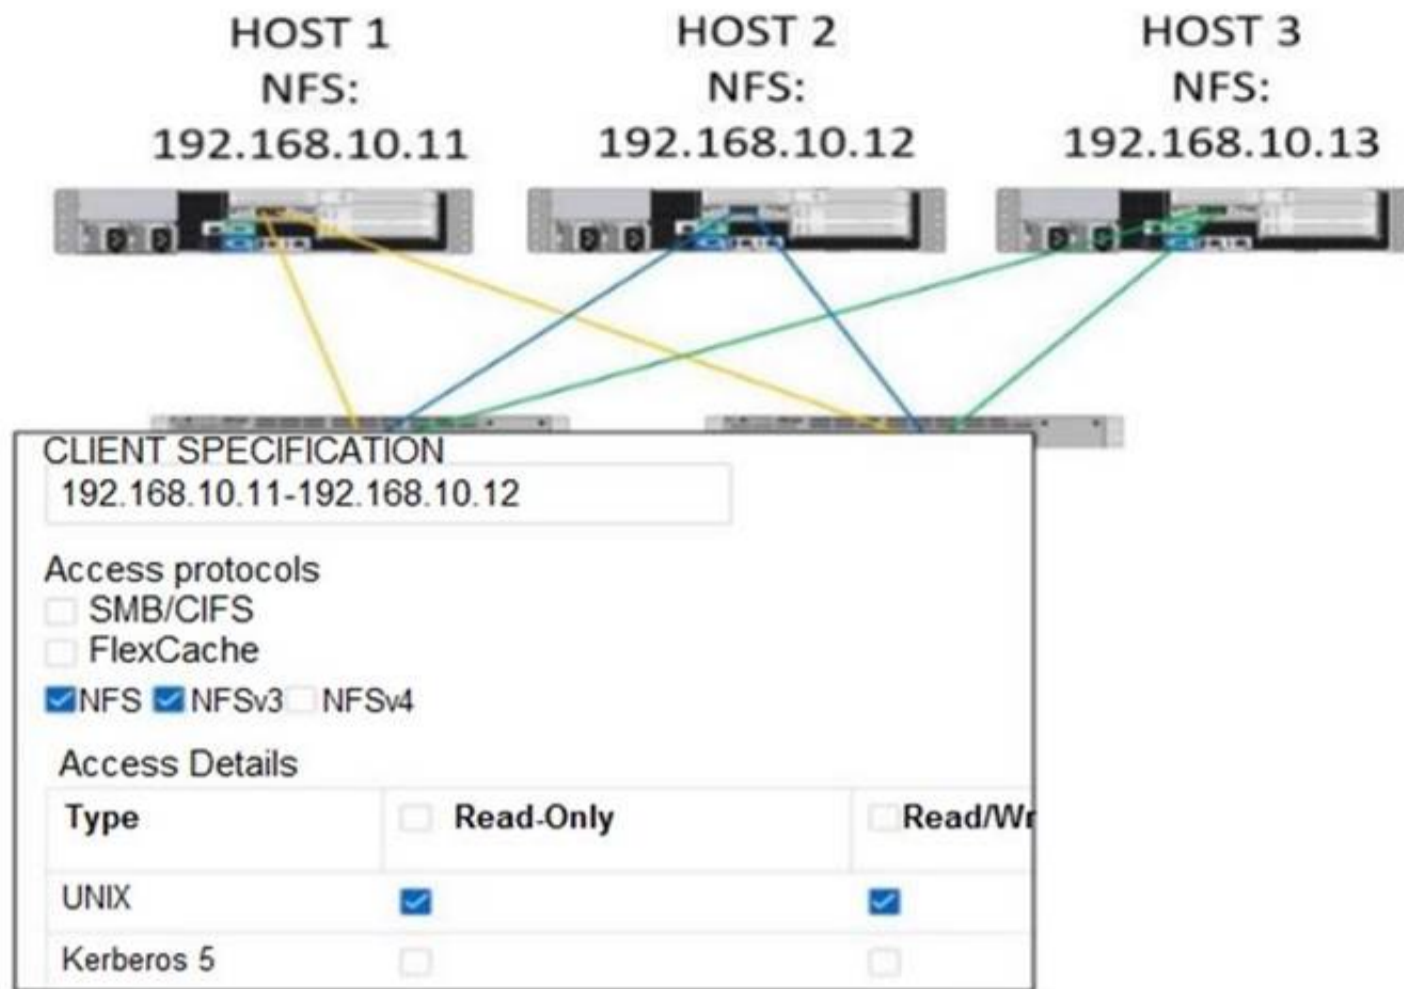 HOST 1 HOST 2 HOST 3
NFS: NFS: NFS:
192.168.10.11 192.168.10.12 192.168.10.13
CLIENT SPECIFICATION
192.168.10.11-192.168.10.12
Access protocols
SMB/CIFS
FlexCache
NFS NFSv3 NFSv4
Access Details
Type Read-Only Read/Wr
UNIX
Kerberos 5